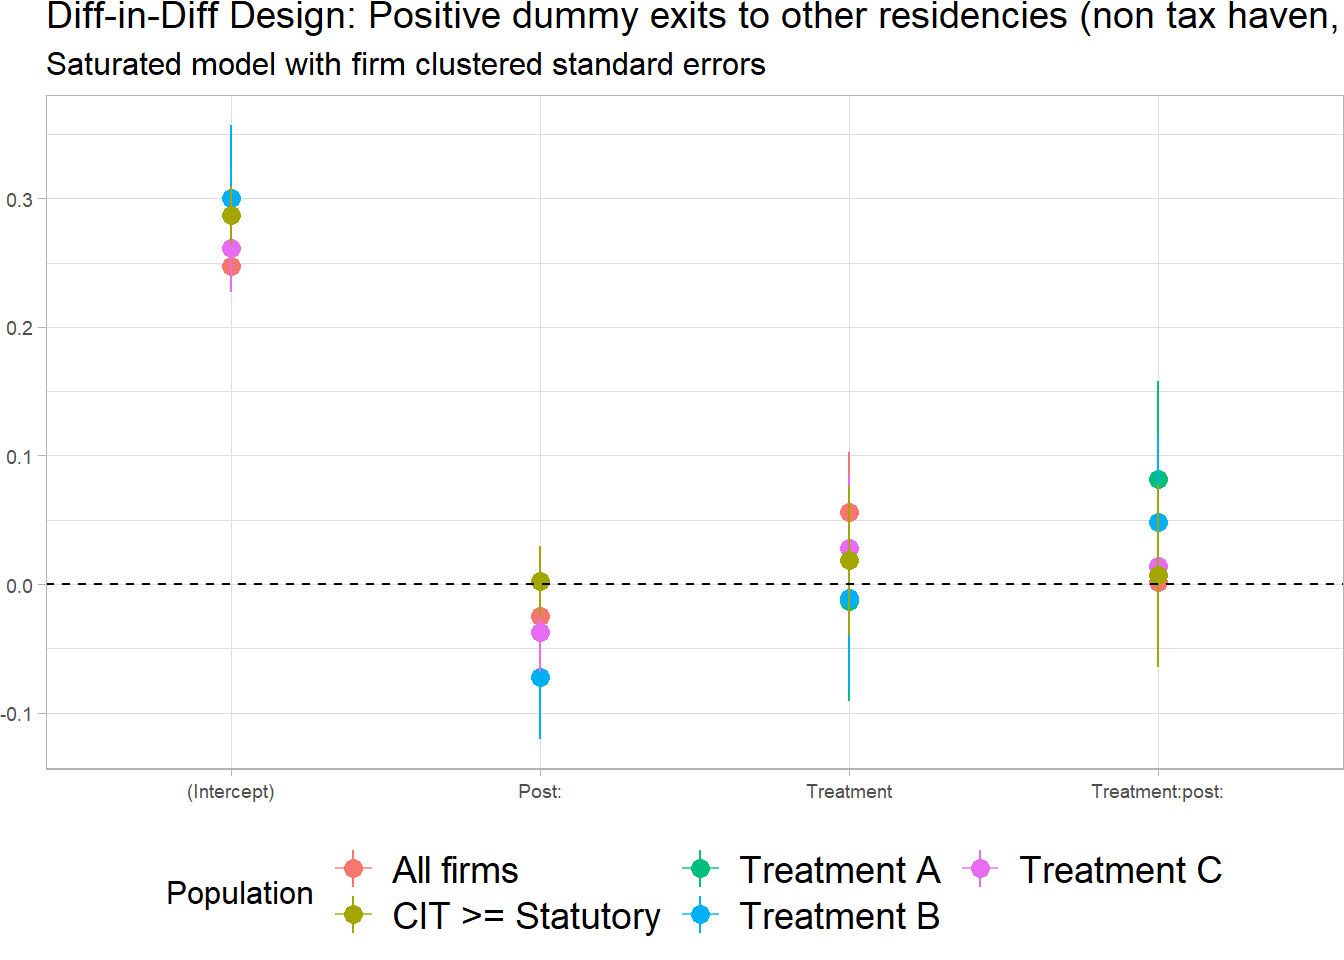 Diff-in-Diff Design: Positive dummy exits to other residencies (non tax haven,
Saturated model with firm clustered standard errors
0.3
0.2
0.1
0.0
-0.1
(Intercept) Post: Treatment Treatment:post:
Population
All firms Treatment A Treatment C
CIT >= Statutory Treatment B